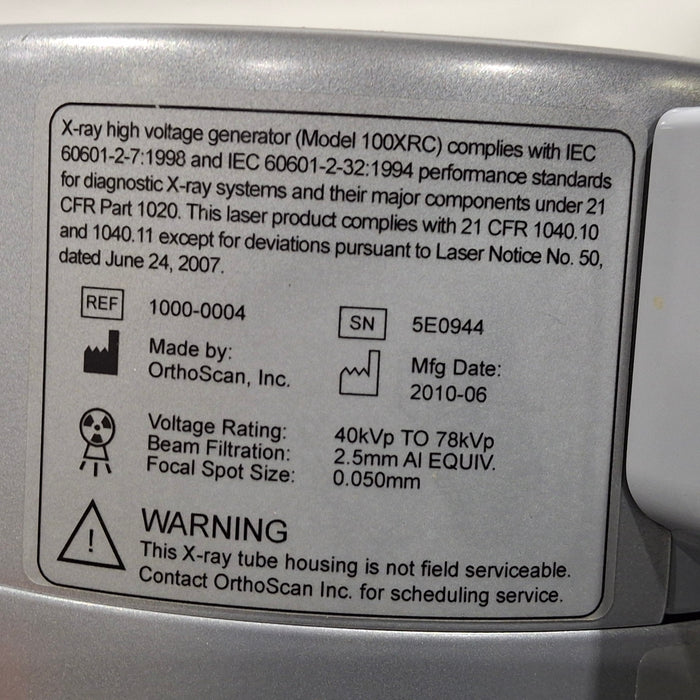 X-ray high voltage generator (Model 100XRC) complies with IEC
60601-2-7:1998 and IEC 60601-2-32:1994 performance standards
for diagnostic X-ray systems and their major components under 21
CFR Part 1020. This laser product complies with 21 CFR 1040.10
and 1040.11 except for deviations pursuant to Laser Notice No. 50,
dated June 24, 2007.
REF 1000-0004
SN 5E0944
Made by:
OrthoScan, Inc.
Mfg Date:
2010-06
Voltage Rating: 40kVp TO 78kVp
Beam Filtration: 2.5mm Al EQUIV.
Focal Spot Size: 0.050mm
WARNING
This X-ray tube housing is not field serviceable.
Contact OrthoScan Inc. for scheduling service.